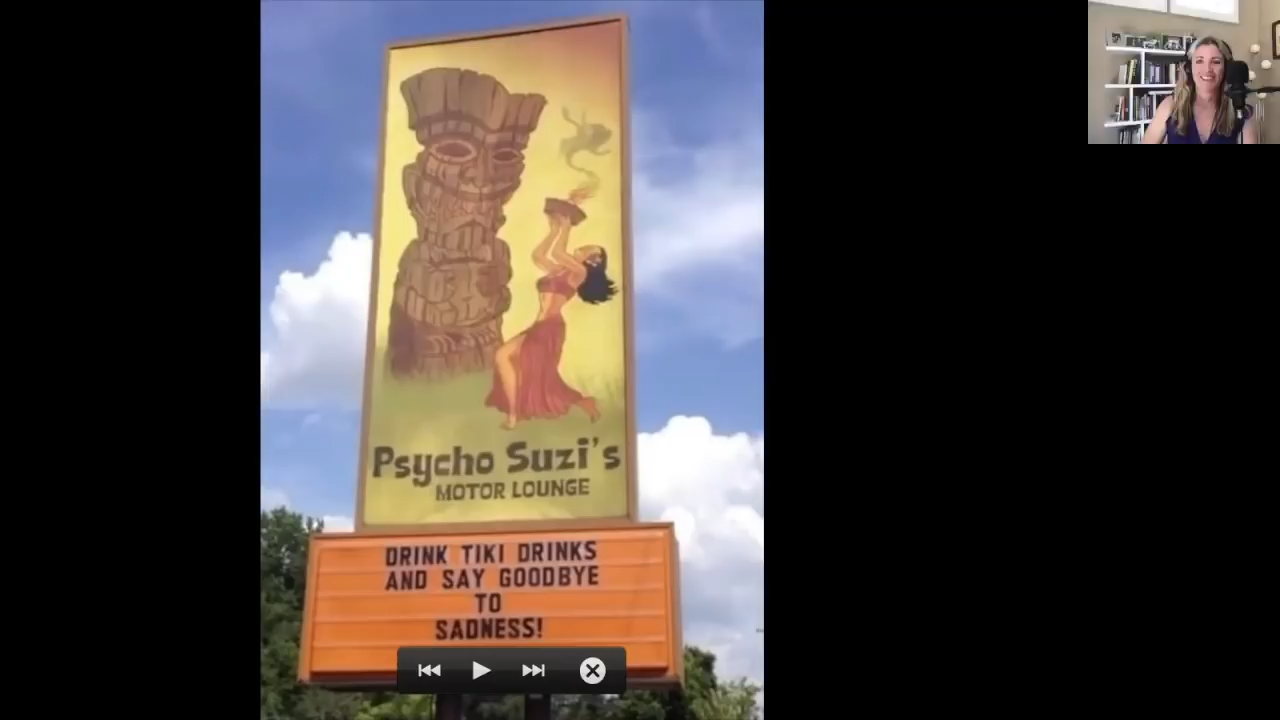 Psycho Suzi's
MOTOR LOUNGE
DRINK TIKI DRINKS
AND SAY GOODBYE
TO
SADNESS!